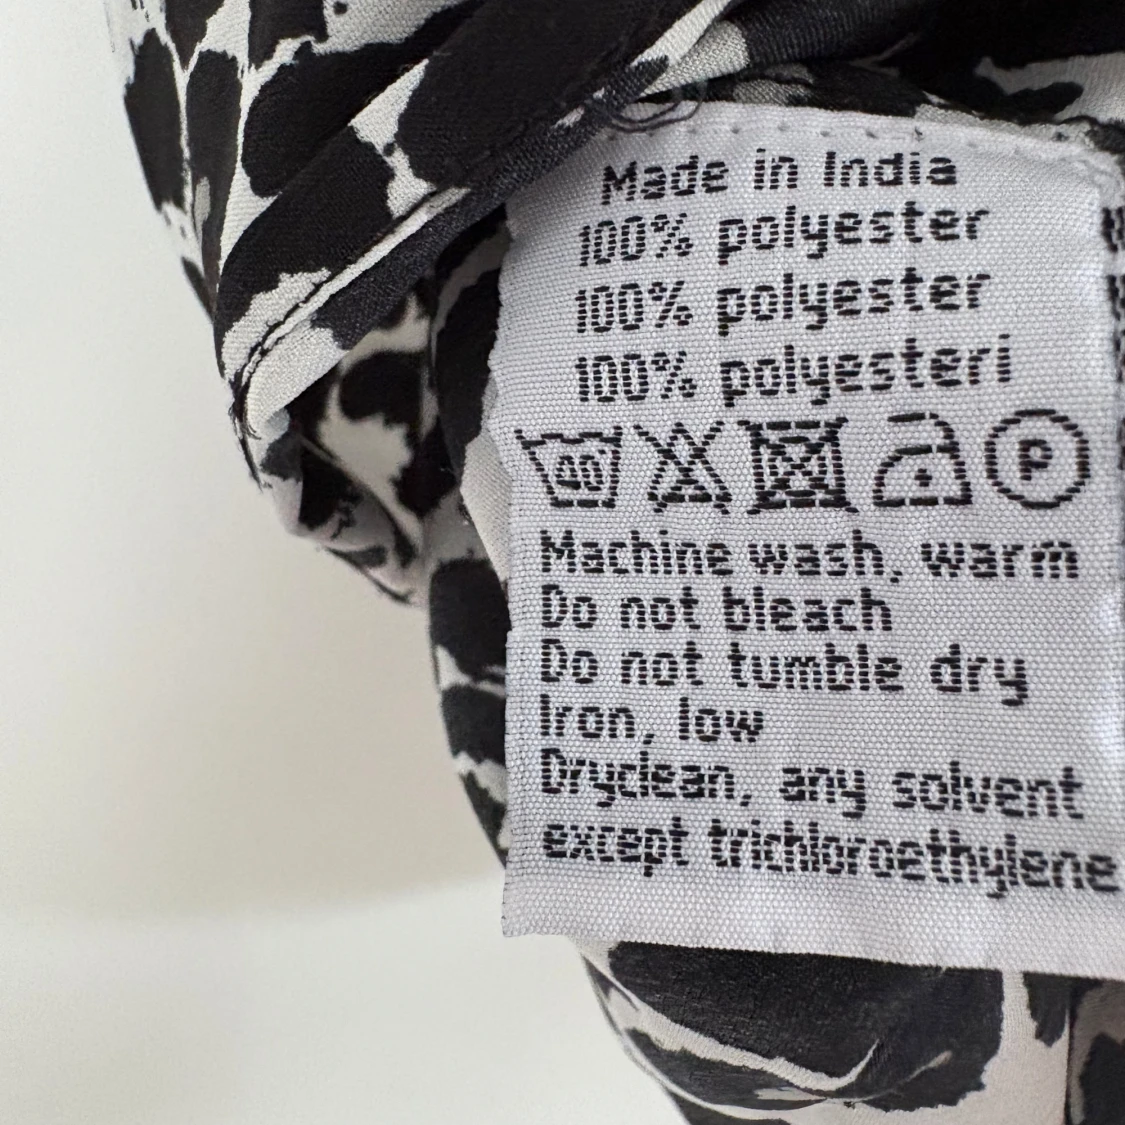 Made in India
100% polyester
100% polyester
100% polyesteri
40 P
Machine wash, warm
Do not bleach
Do not tumble dry
Iron, low
Dryclean, any solvent
except trichloroethylene